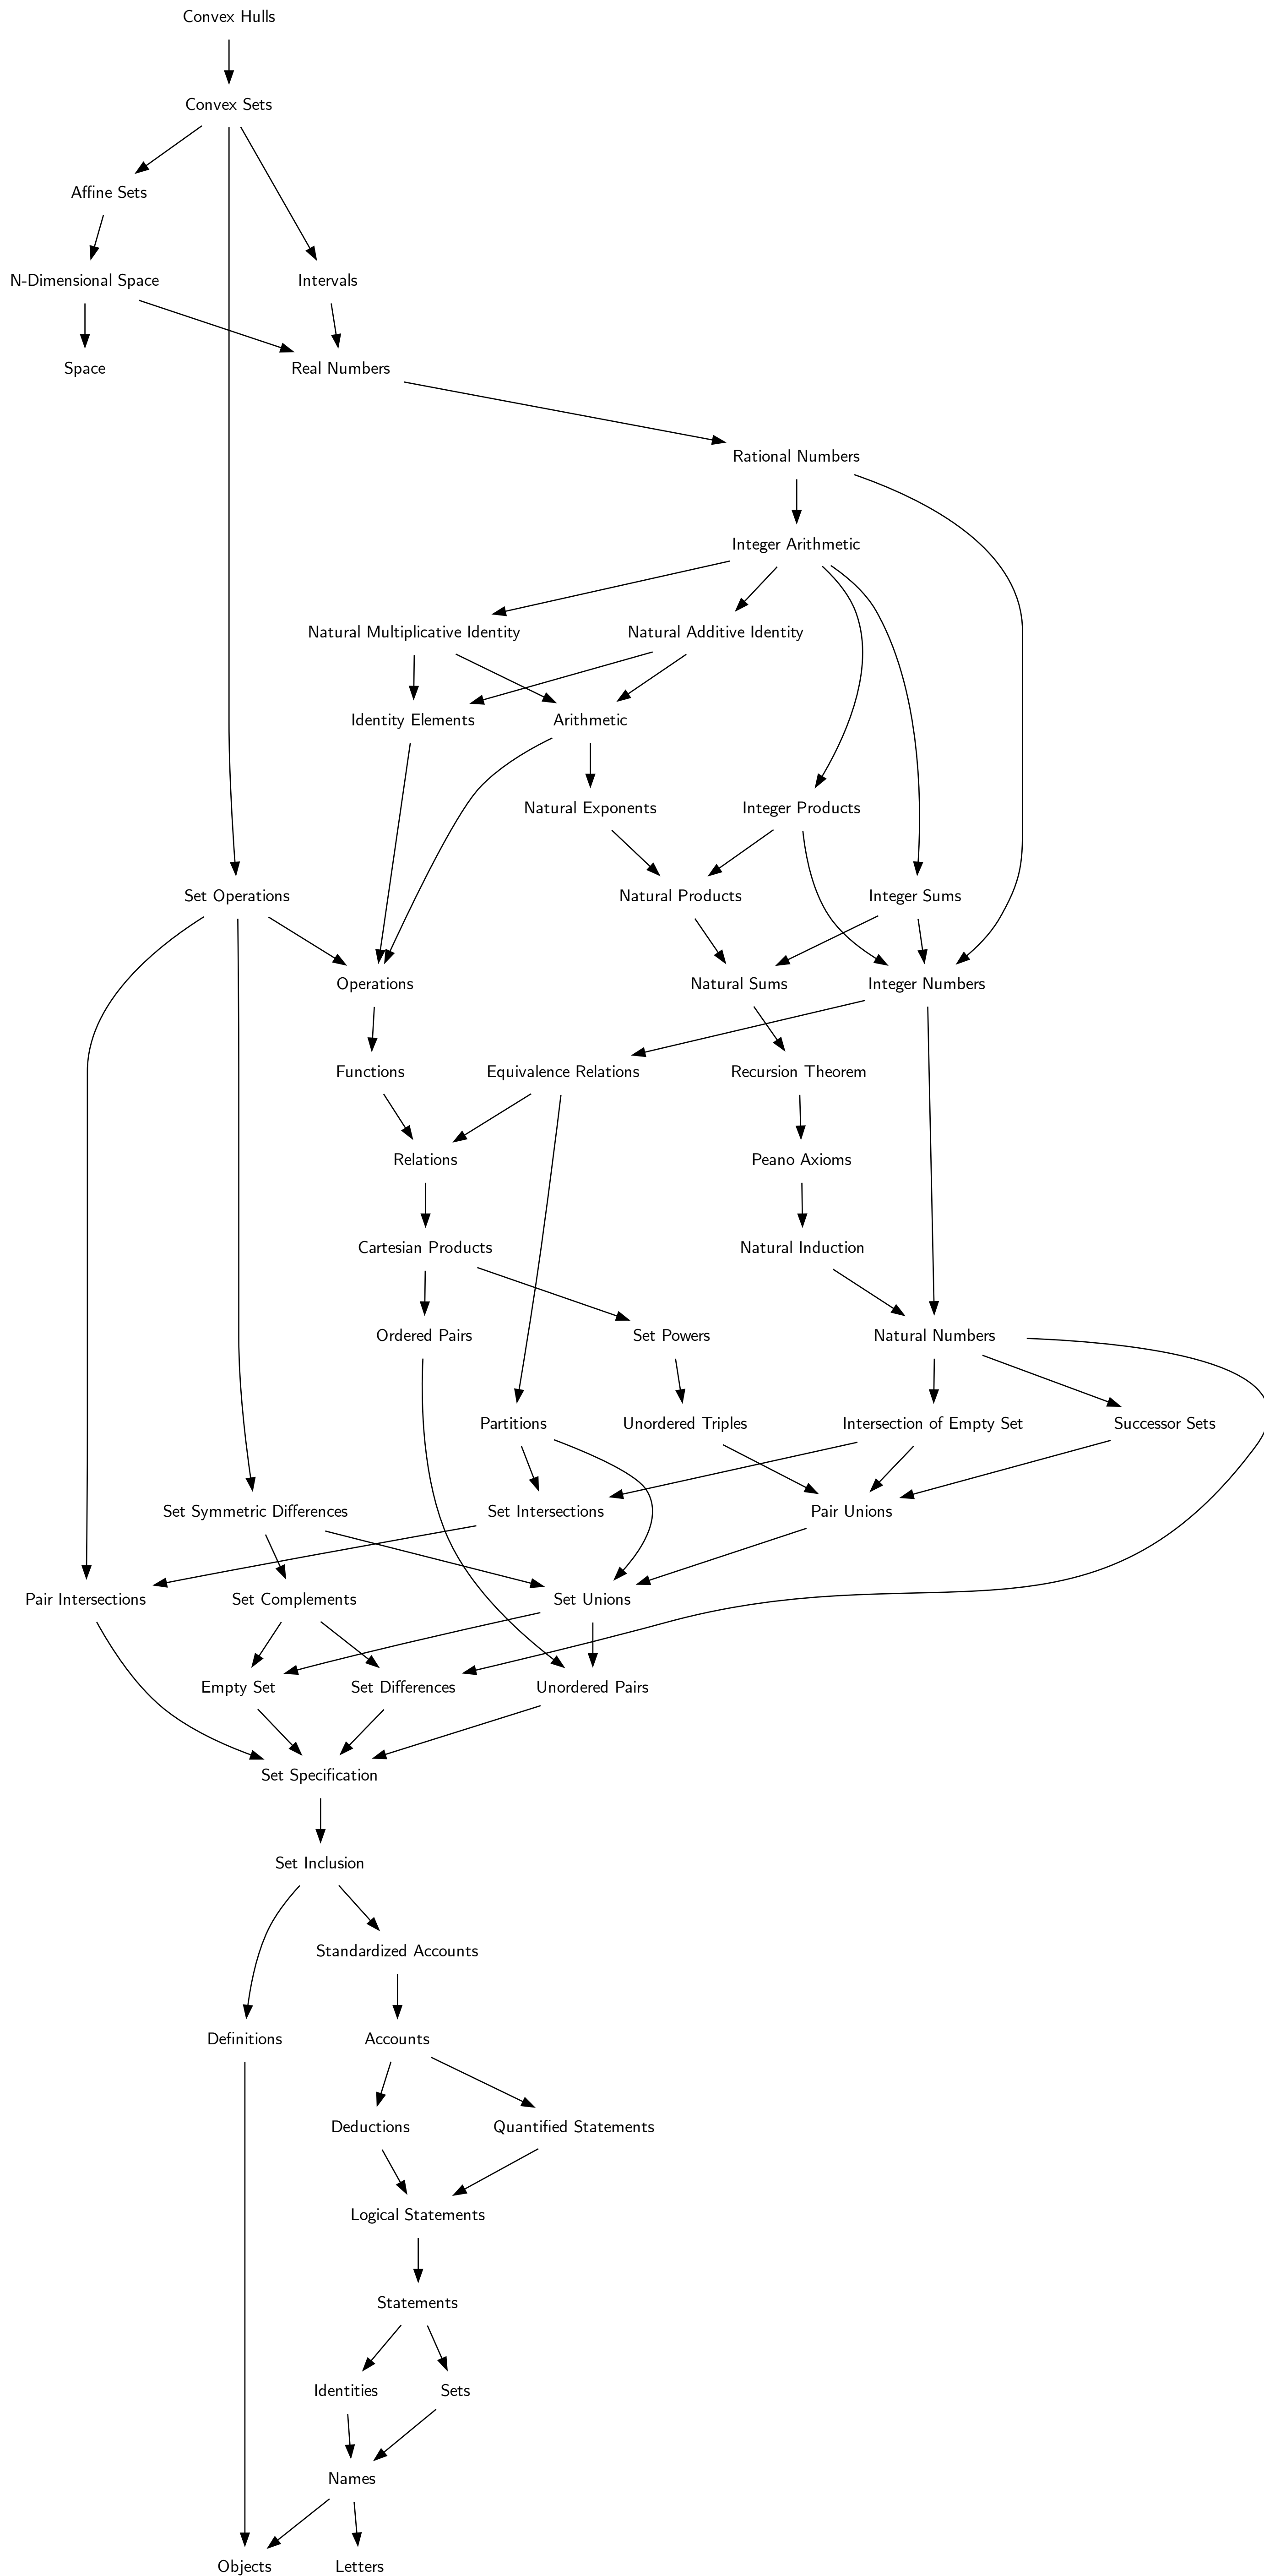 Convex Hulls
Convex Sets
Affine Sets
N-Dimensional Space
Intervals
Space
Real Numbers
Rational Numbers
Integer Arithmetic
Natural Multiplicative Identity
Natural Additive Identity
Identity Elements
Arithmetic
Natural Exponents
Integer Products
Set Operations
Natural Products
Integer Sums
Operations
Natural Sums
Integer Numbers
Functions
Equivalence Relations
Recursion Theorem
Relations
Peano Axioms
Cartesian Products
Natural Induction
Ordered Pairs
Set Powers
Natural Numbers
Partitions
Unordered Triples
Intersection of Empty Set
Successor Sets
Set Symmetric Differences
Set Intersections
Pair Unions
Pair Intersections
Set Complements
Set Unions
Empty Set
Set Differences
Unordered Pairs
Set Specification
Set Inclusion
Standardized Accounts
Definitions
Accounts
Deductions
Quantified Statements
Logical Statements
Statements
Identities
Sets
Names
Objects
Letters